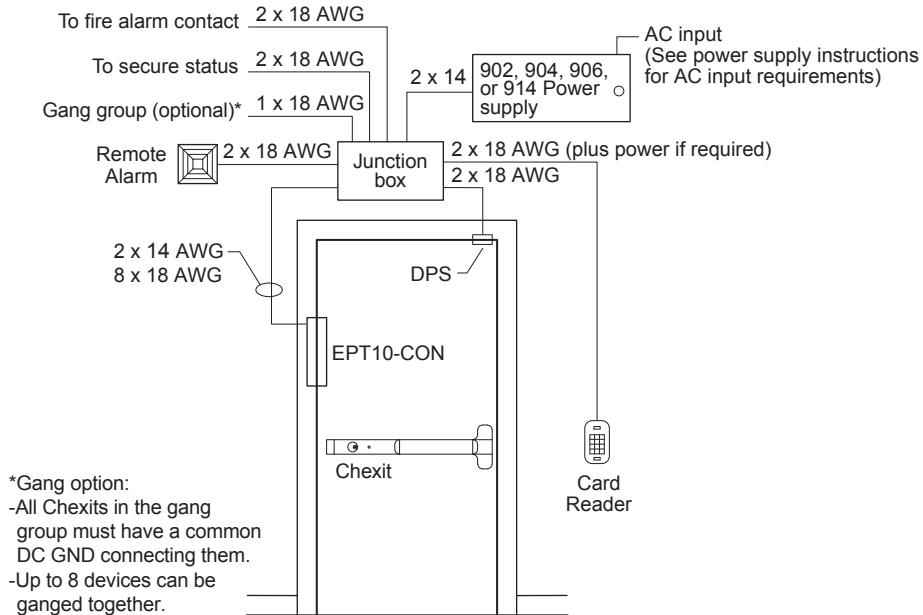 To fire alarm contact
2 x 18 AWG
To secure status
2 x 18 AWG
Gang group (optional)*
1 x 18 AWG
2 x 14
902, 904, 906,
or 914 Power
supply
AC input
(See power supply instructions
for AC input requirements)
Remote
Alarm
2 x 18 AWG
Junction
box
2 x 18 AWG (plus power if required)
2 x 18 AWG
2 x 14 AWG
8 x 18 AWG
DPS
EPT10-CON
Chexit
Card
Reader
*Gang option:
-All Chexits in the gang
group must have a common
DC GND connecting them.
-Up to 8 devices can be
ganged together.